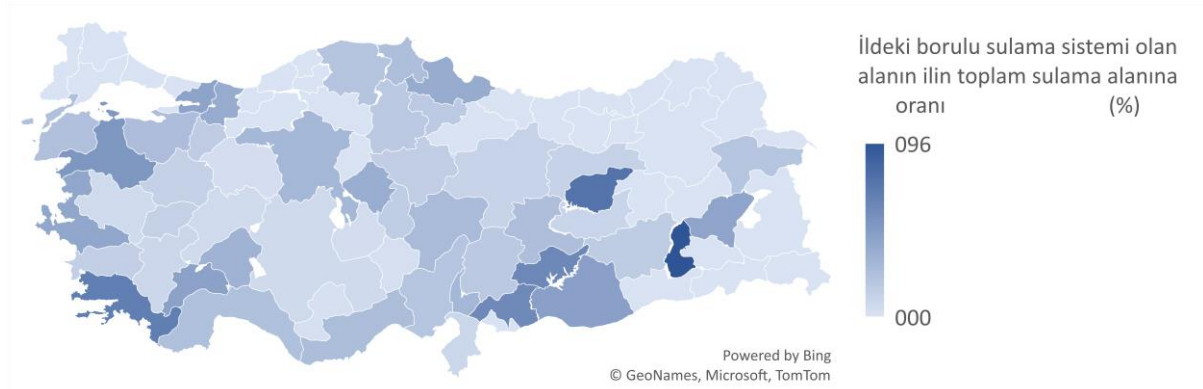 İldeki borulu sulama sistemi olan
alanın ilin toplam sulama alanına
oranı (%)
096
000
Powered by Bing
© GeoNames, Microsoft, TomTom